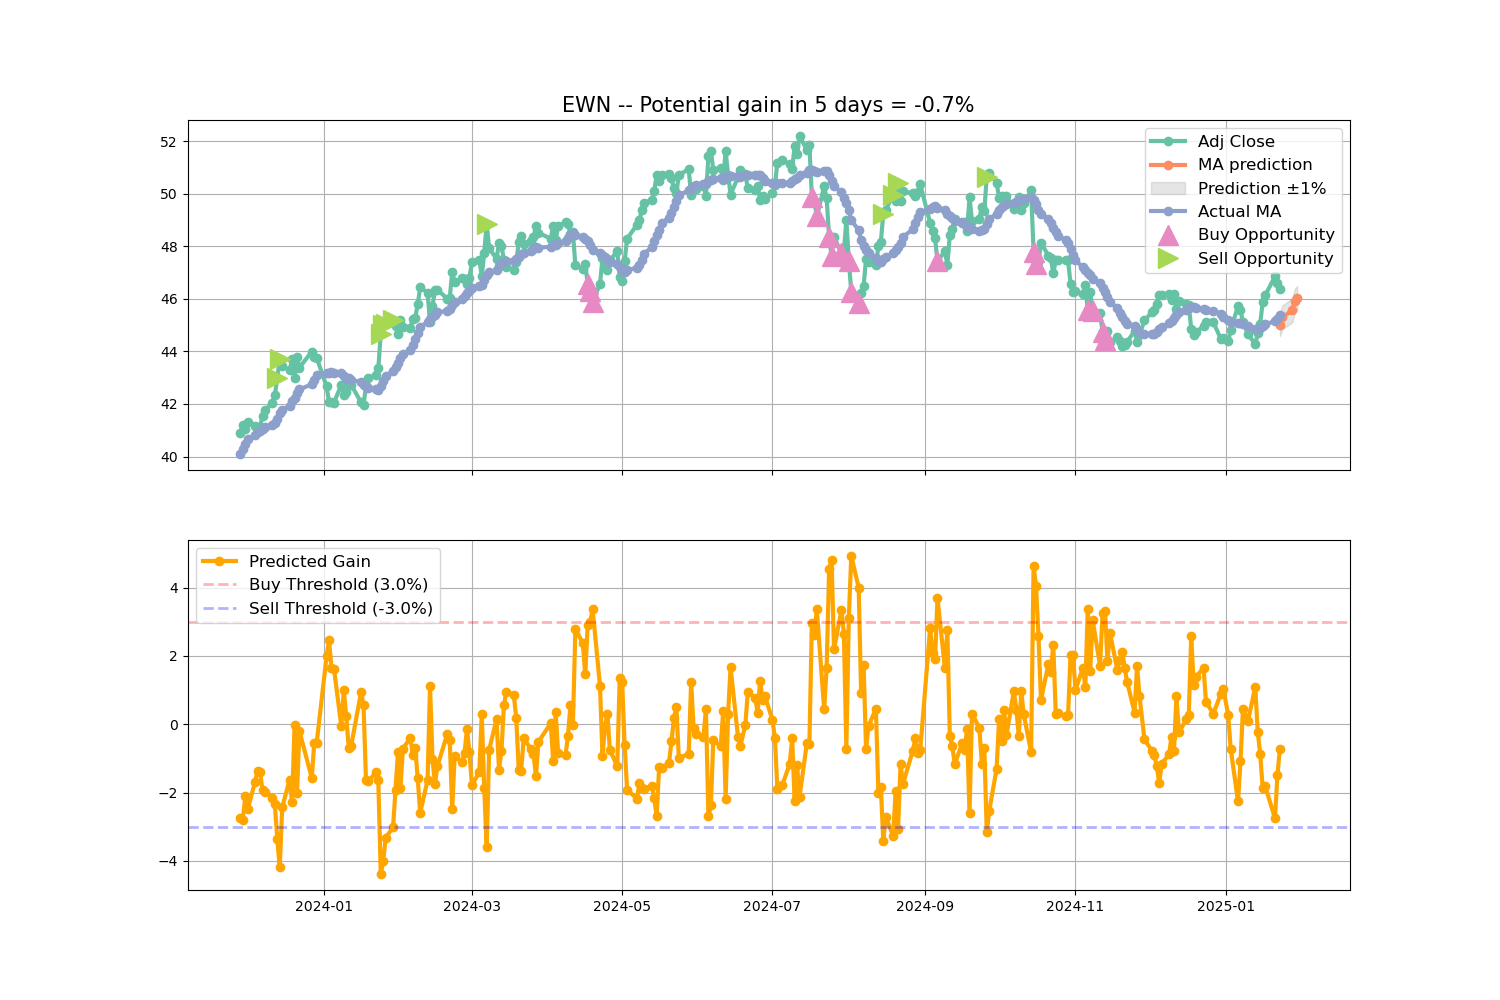 EWN -- Potential gain in 5 days = -0.7%
52
50
48
46
44
42
40
Adj Close
MA prediction
Prediction ±1%
Actual MA
Buy Opportunity
Sell Opportunity
4
2
0
−2
−4
Predicted Gain
Buy Threshold (3.0%)
Sell Threshold (-3.0%)
2024-01
2024-03
2024-05
2024-07
2024-09
2024-11
2025-01